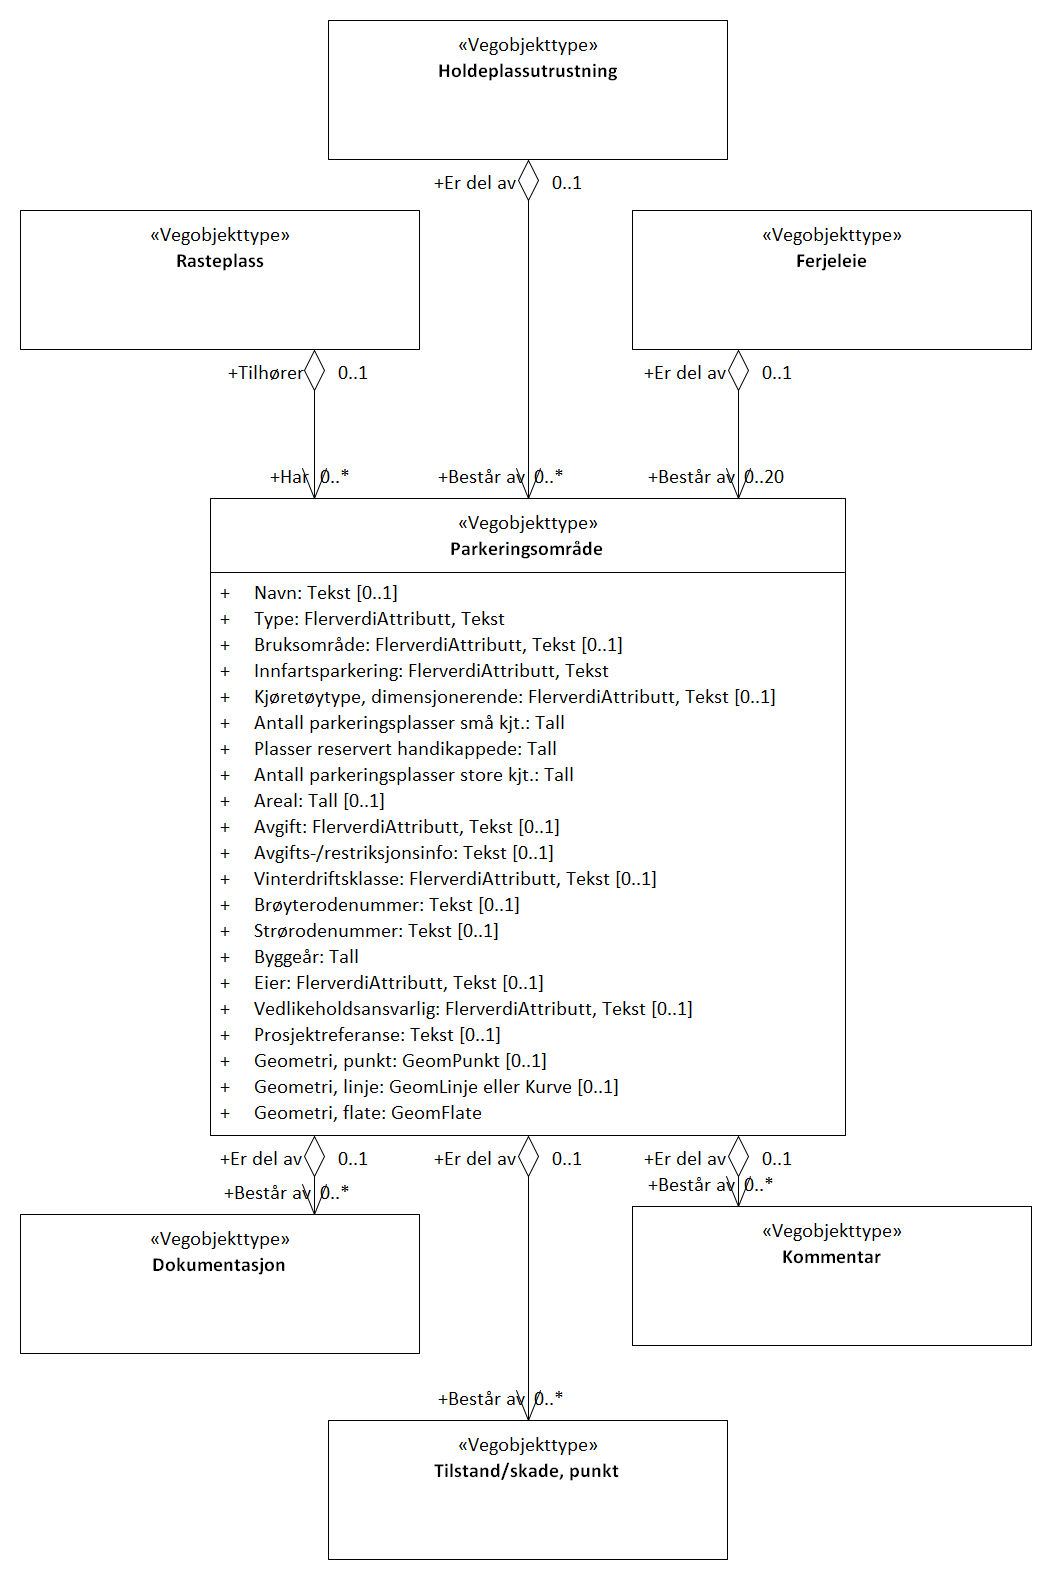 «Vegobjekttype»
Holdeplassutrustning
+Er del av 0..1
«Vegobjekttype»
Rasteplass
«Vegobjekttype»
Ferjeleie
+Tilhører 0..1
+Er del av 0..1
+Har 0..*
+Består av 0..*
+Består av 0..20
«Vegobjekttype»
Parkeringsområde
+ Navn: Tekst [0..1]
+ Type: FlerverdiAttributt, Tekst
+ Bruksområde: FlerverdiAttributt, Tekst [0..1]
+ Innfartsparkering: FlerverdiAttributt, Tekst
+ Kjøretøytype, dimensjonerende: FlerverdiAttributt, Tekst [0..1]
+ Antall parkeringsplasser små kjt.: Tall
+ Plasser reservert handikappede: Tall
+ Antall parkeringsplasser store kjt.: Tall
+ Areal: Tall [0..1]
+ Avgift: FlerverdiAttributt, Tekst [0..1]
+ Avgifts-/restriksjonsinfo: Tekst [0..1]
+ Vinterdriftsklasse: FlerverdiAttributt, Tekst [0..1]
+ Brøyterodenummer: Tekst [0..1]
+ Strørodenummer: Tekst [0..1]
+ Byggeår: Tall
+ Eier: FlerverdiAttributt, Tekst [0..1]
+ Vedlikeholdsansvarlig: FlerverdiAttributt, Tekst [0..1]
+ Prosjektreferanse: Tekst [0..1]
+ Geometri, punkt: GeomPunkt [0..1]
+ Geometri, linje: GeomLinje eller Kurve [0..1]
+ Geometri, flate: GeomFlate
+Er del av 0..1
+Er del av 0..1
+Er del av 0..1
+Består av 0..*
+Består av 0..*
«Vegobjekttype»
Dokumentasjon
«Vegobjekttype»
Kommentar
+Består av 0..*
«Vegobjekttype»
Tilstand/skade, punkt